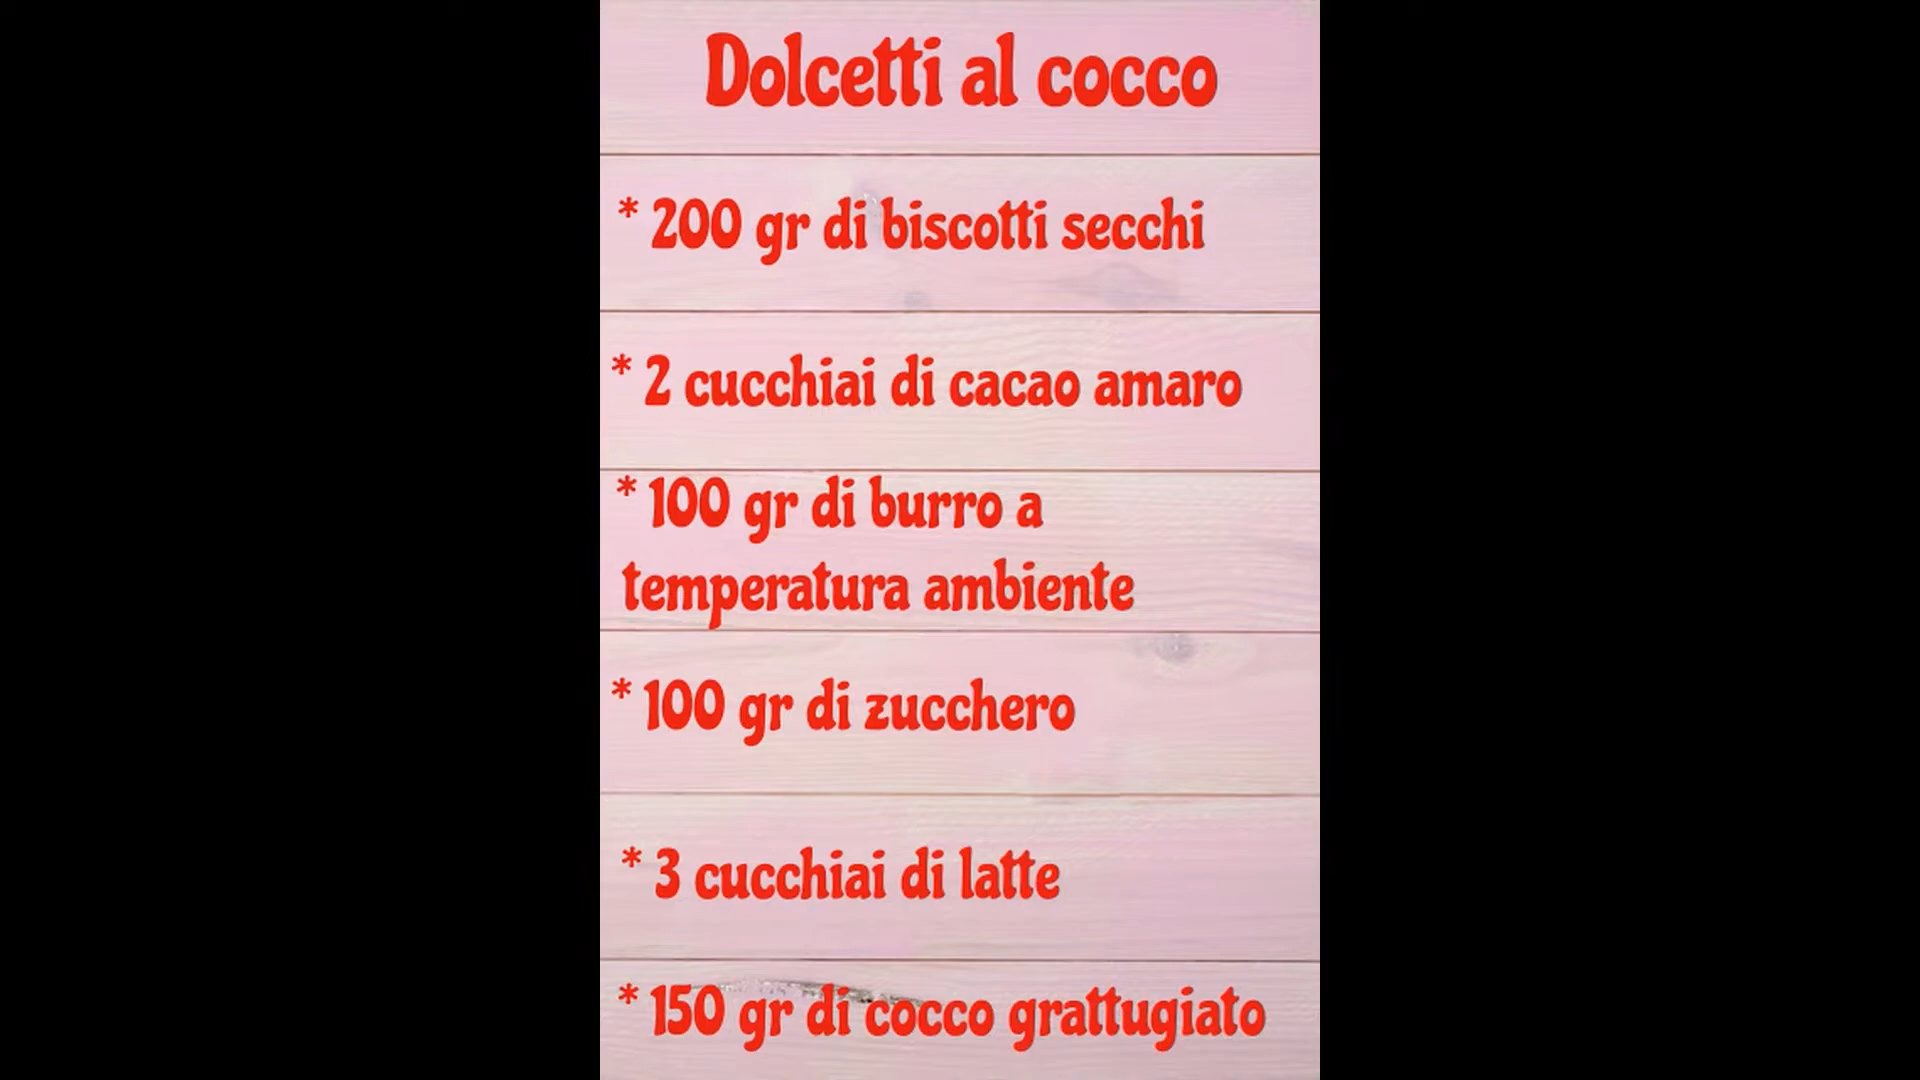 Dolcetti al cocco
* 200 gr di biscotti secchi
* 2 cucchiai di cacao amaro
* 100 gr di burro a
temperatura ambiente
* 100 gr di zucchero
* 3 cucchiai di latte
* 150 gr di cocco grattugiato